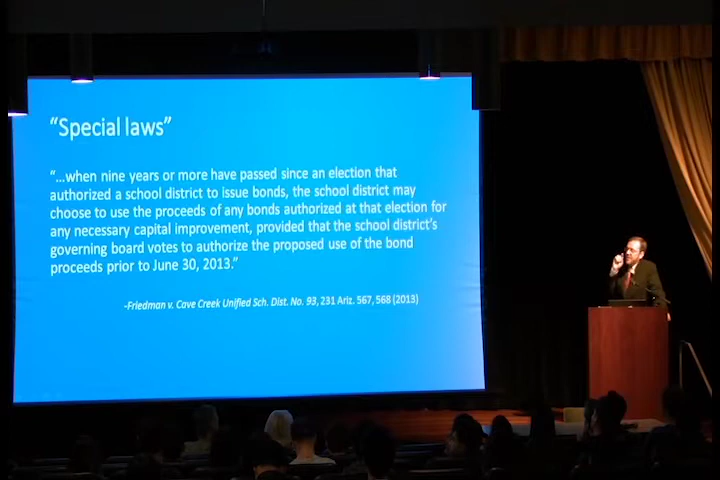 “Special laws”
“...when nine years or more have passed since an election that
authorized a school district to issue bonds, the school district may
choose to use the proceeds of any bonds authorized at that election for
any necessary capital improvement, provided that the school district’s
governing board votes to authorize the proposed use of the bond
proceeds prior to June 30, 2013.”
-Friedman v. Cave Creek Unified Sch. Dist. No. 93, 231 Ariz. 567, 568 (2013)